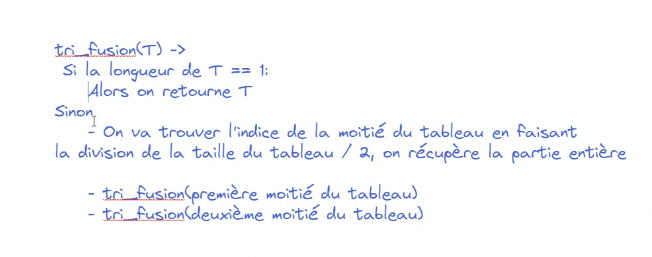 tri_fusion(T) ->
Si la longueur de T == 1:
Alors on retourne T
Sinon
- On va trouver l'indice de la moitié du tableau en faisant
la division de la taille du tableau / 2, on récupère la partie entière
- tri_fusion(première moitié du tableau)
- tri_fusion(deuxième moitié du tableau)